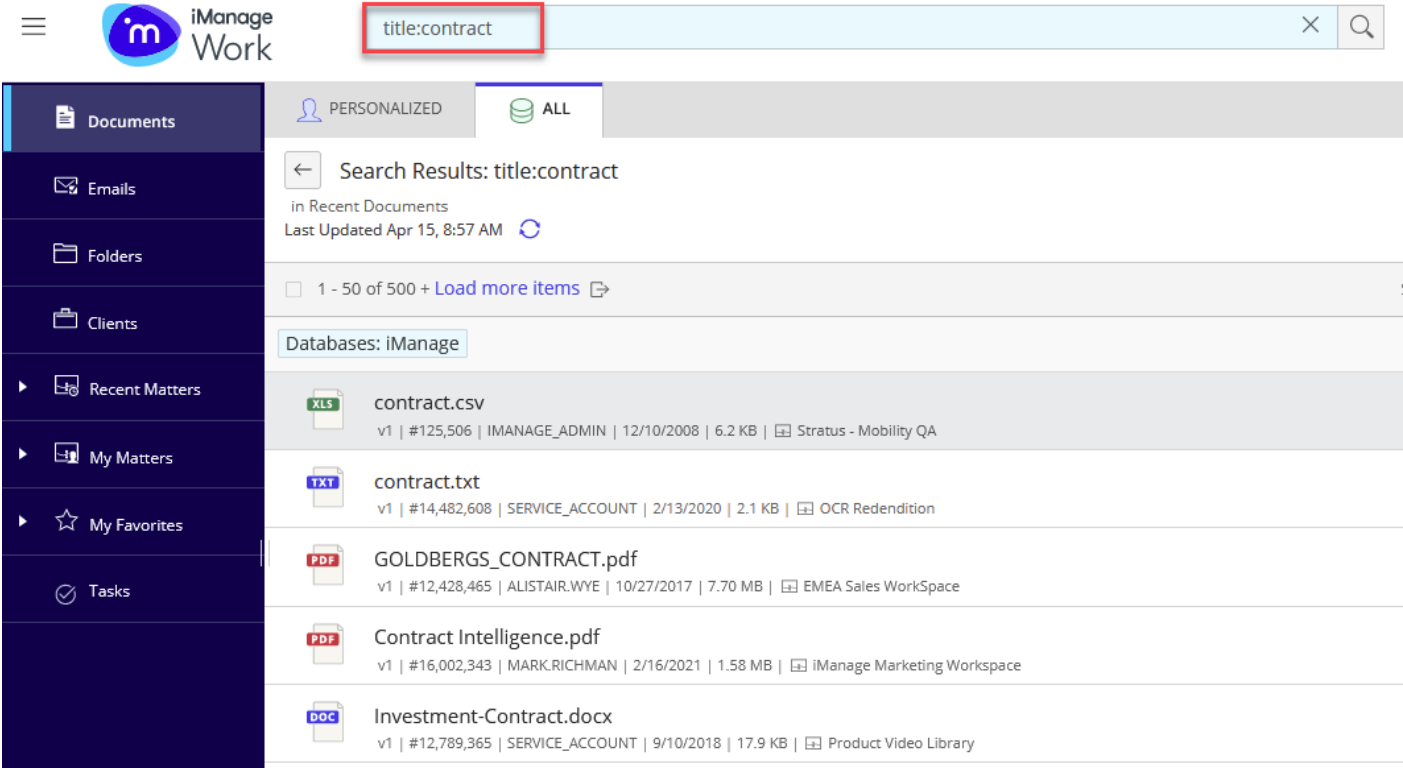 iManage
Work
title:contract
Documents
Emails
Folders
Clients
Recent Matters
My Matters
My Favorites
Tasks
PERSONALIZED
ALL
Search Results: title:contract
in Recent Documents
Last Updated Apr 15, 8:57 AM
1 - 50 of 500 + Load more items
Databases: iManage
XLS
contract.csv
v1 | #125,506 | IMANAGE_ADMIN | 12/10/2008 | 6.2 KB | Stratus - Mobility QA
TXT
contract.txt
v1 | #14,482,608 | SERVICE_ACCOUNT | 2/13/2020 | 2.1 KB | OCR Redendition
PDF
GOLDBERGS_CONTRACT.pdf
v1 | #12,428,465 | ALISTAIR.WYE | 10/27/2017 | 7.70 MB | EMEA Sales WorkSpace
PDF
Contract Intelligence.pdf
v1 | #16,002,343 | MARK.RICHMAN | 2/16/2021 | 1.58 MB | iManage Marketing Workspace
DOC
Investment-Contract.docx
v1 | #12,789,365 | SERVICE_ACCOUNT | 9/10/2018 | 17.9 KB | Product Video Library